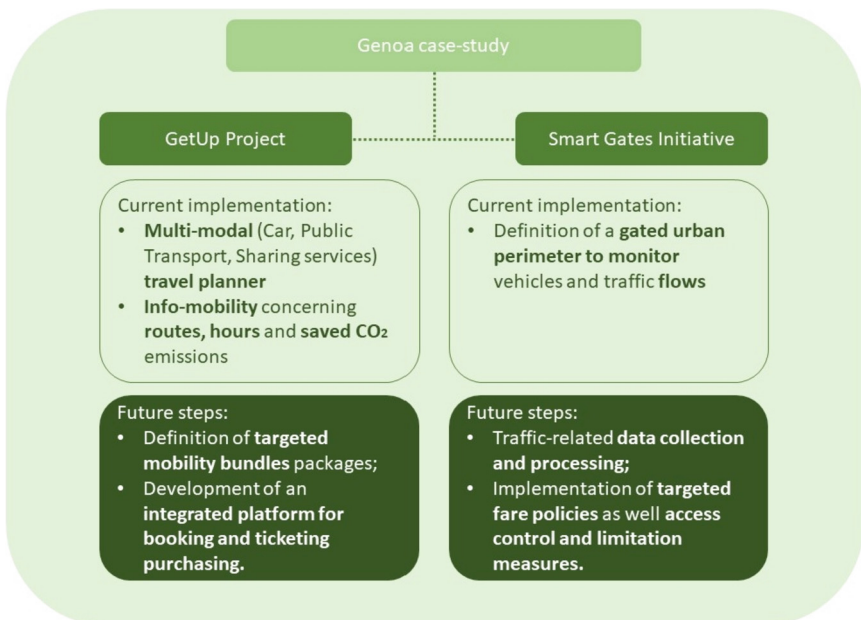 Genoa case-study
GetUp Project
Smart Gates Initiative
Current implementation:
• Multi-modal (Car, Public
Transport, Sharing services)
travel planner
• Info-mobility concerning
routes, hours and saved CO₂
emissions
Current implementation:
• Definition of a gated urban
perimeter to monitor
vehicles and traffic flows
Future steps:
• Definition of targeted
mobility bundles packages;
• Development of an
integrated platform for
booking and ticketing
purchasing.
Future steps:
• Traffic-related data collection
and processing;
• Implementation of targeted
fare policies as well access
control and limitation
measures.